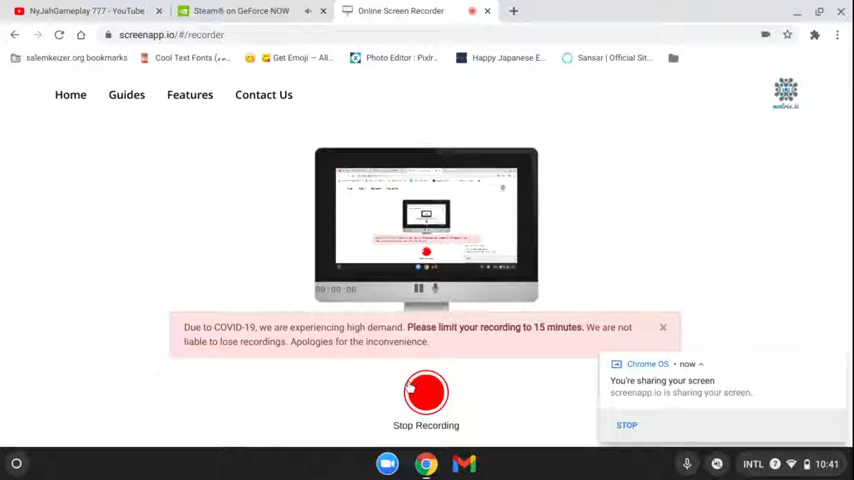 NyJahGameplay 777 - YouTube
Steam® on GeForce NOW
Online Screen Recorder
screenapp.io/#/recorder
salemkeizer.org bookmarks
Cool Text Fonts
Get Emoji — Ali...
Photo Editor : Pixlr...
Happy Japanese E...
Sansar | Official Sit...
Home Guides Features Contact Us
00:00:00
Due to COVID-19, we are experiencing high demand. Please limit your recording to 15 minutes. We are not
liable to lose recordings. Apologies for the inconvenience.
Stop Recording
Chrome OS • now
You're sharing your screen
screenapp.io is sharing your screen.
STOP
INTL 7 10:41